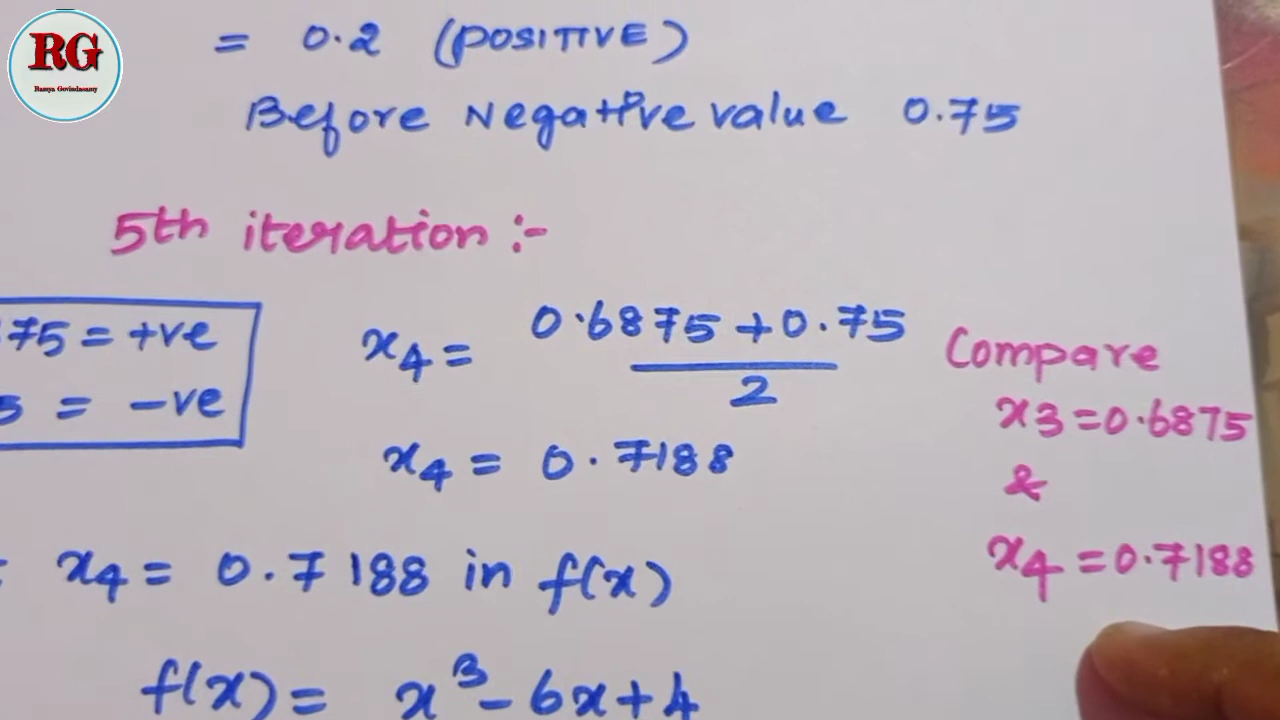 RG
Ramya Govindasamy
= 0.2 (POSITIVE)
Before Negative value 0.75
5th iteration :-
75 = +ve
5 = -ve
x4 = 0.6875 + 0.75
2
x4 = 0.7188
Compare
x3 = 0.6875
&
x4 = 0.7188
x4 = 0.7188 in f(x)
f(x) = x³ - 6x + 4